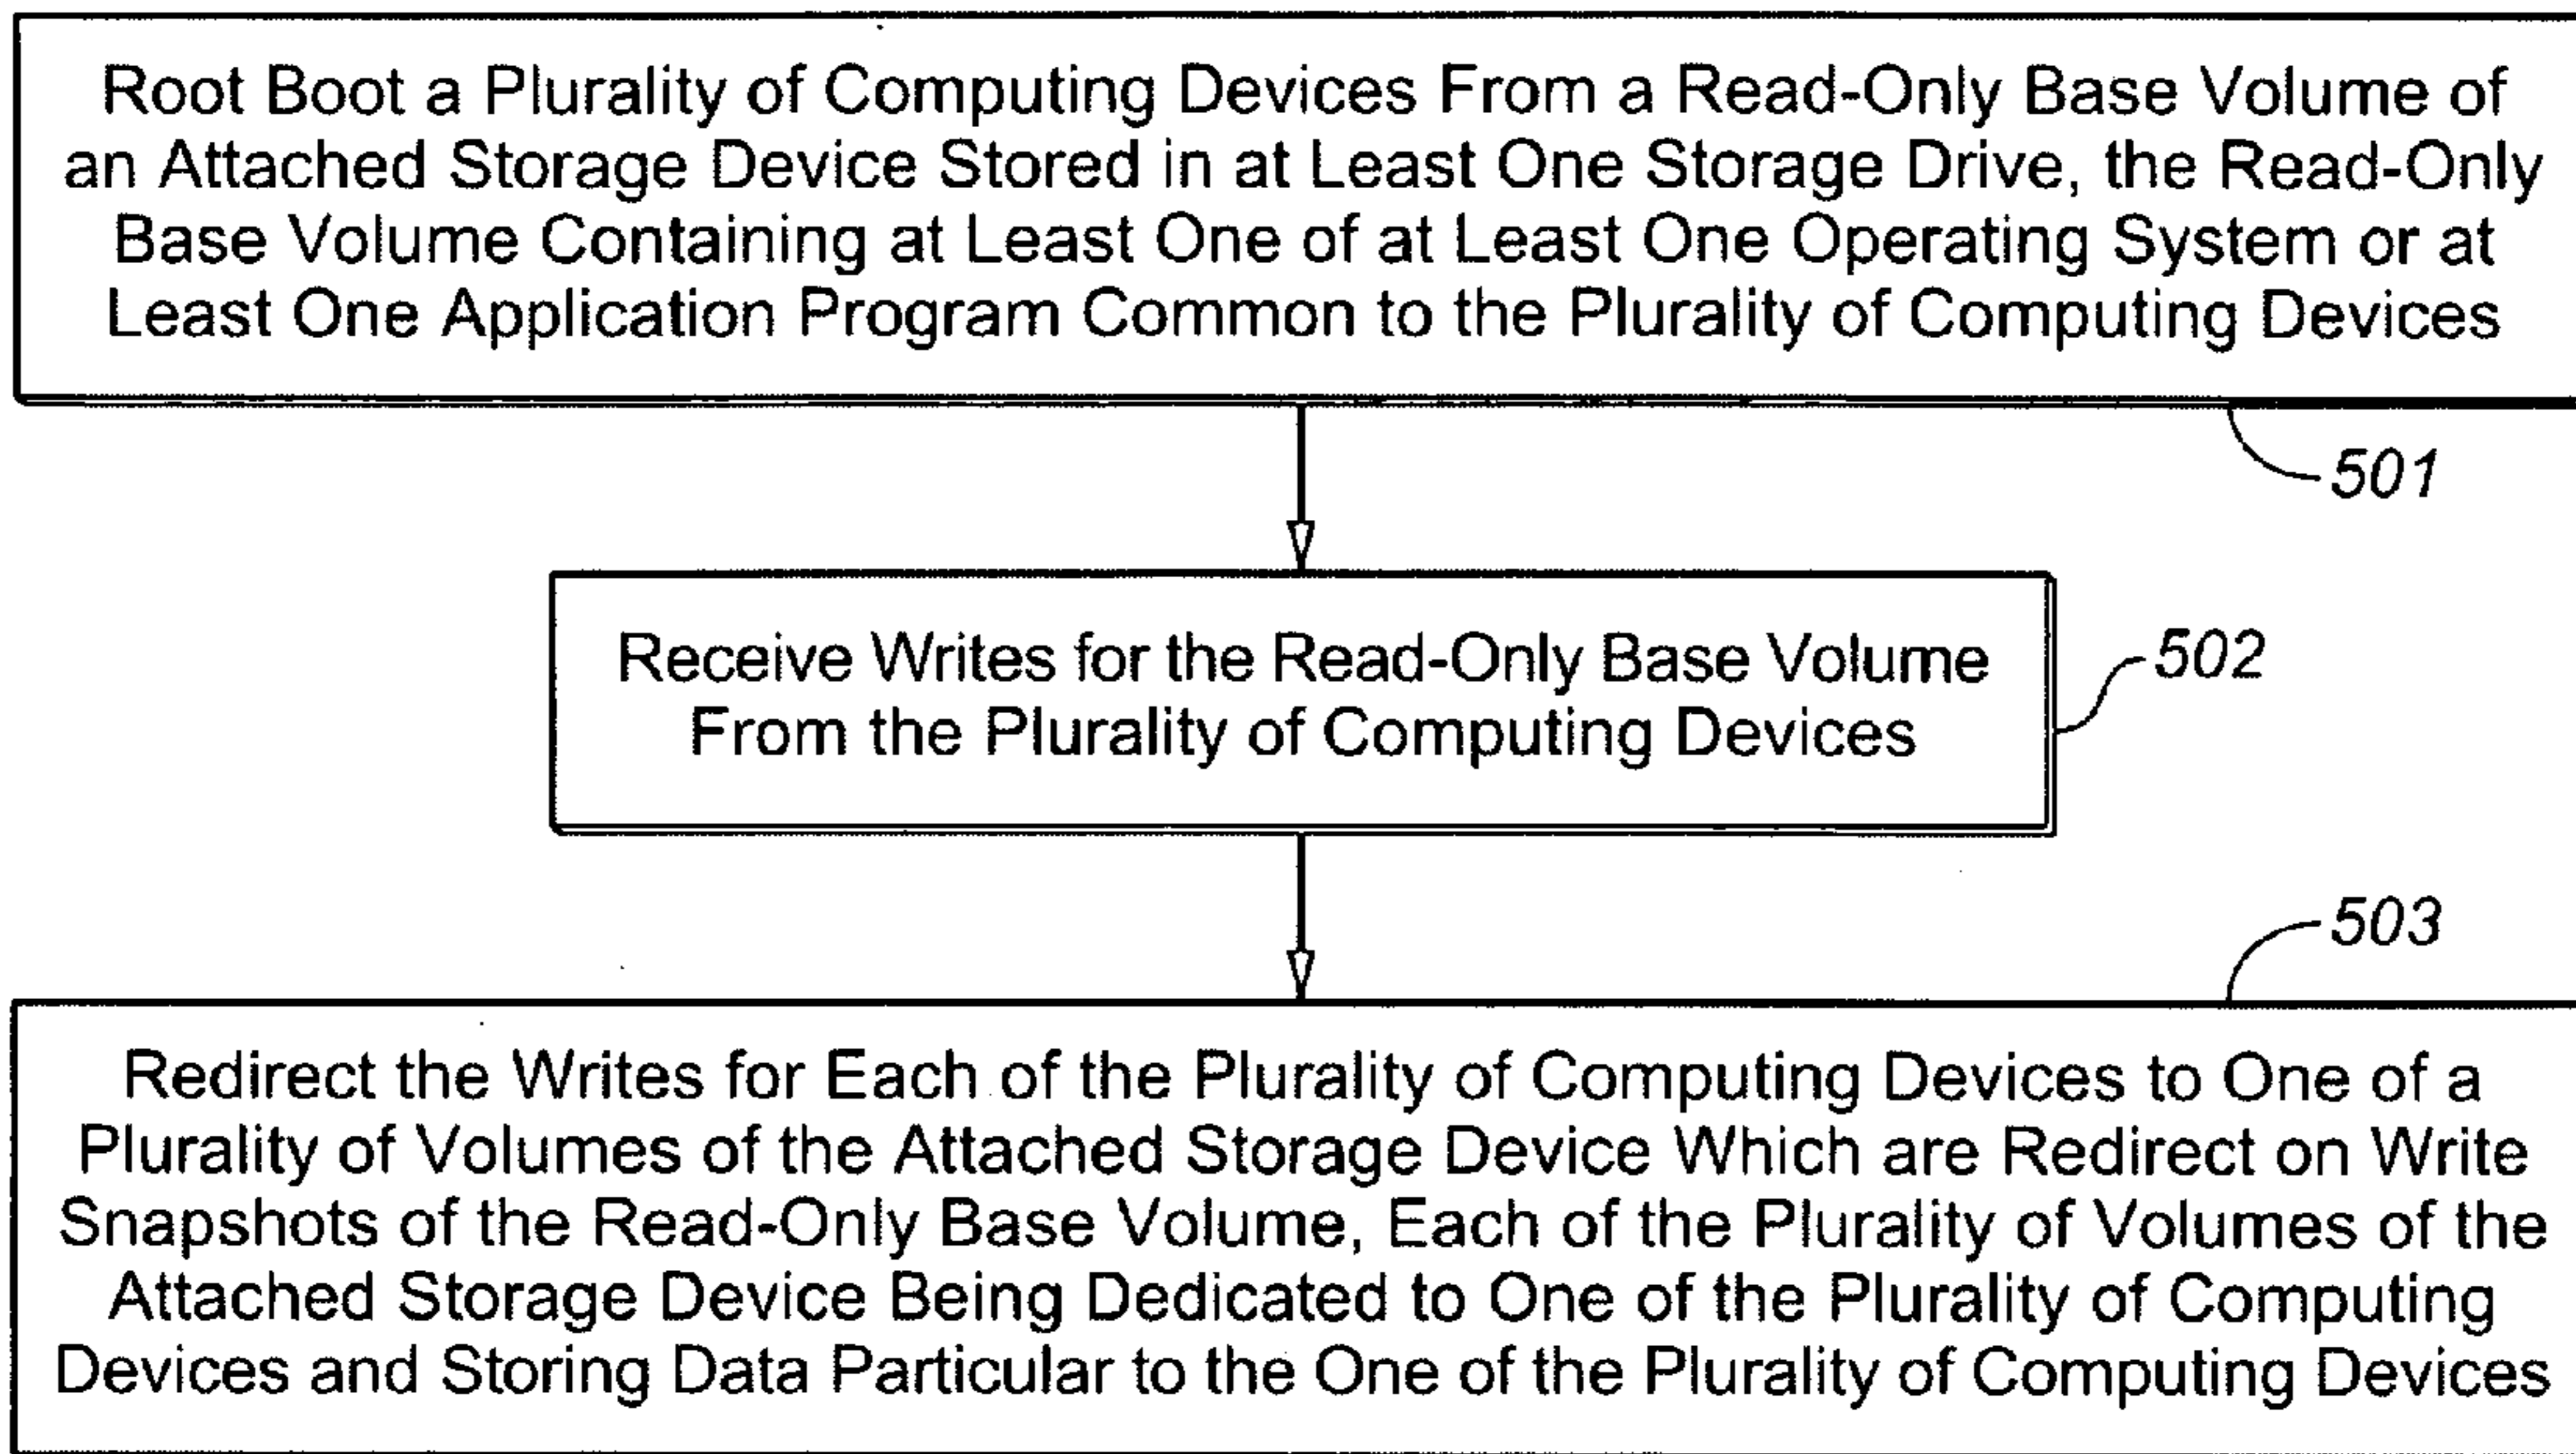 Root Boot a Plurality of Computing Devices From a Read-Only Base Volume of
an Attached Storage Device Stored in at Least One Storage Drive, the Read-Only
Base Volume Containing at Least One of at Least One Operating System or at
Least One Application Program Common to the Plurality of Computing Devices
501
Receive Writes for the Read-Only Base Volume
From the Plurality of Computing Devices
502
503
Redirect the Writes for Each of the Plurality of Computing Devices to One of a
Plurality of Volumes of the Attached Storage Device Which are Redirect on Write
Snapshots of the Read-Only Base Volume, Each of the Plurality of Volumes of the
Attached Storage Device Being Dedicated to One of the Plurality of Computing
Devices and Storing Data Particular to the One of the Plurality of Computing Devices